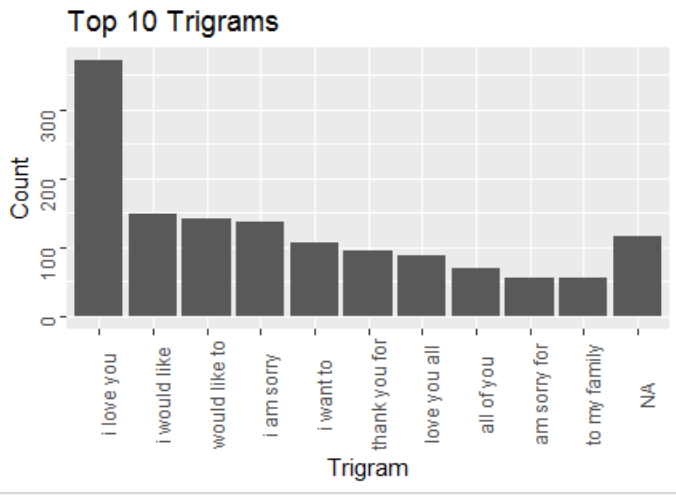 Top 10 Trigrams
Count
300
200
100
0
i love you
i would like
would like to
i am sorry
i want to
thank you for
love you all
all of you
am sorry for
to my family
NA
Trigram